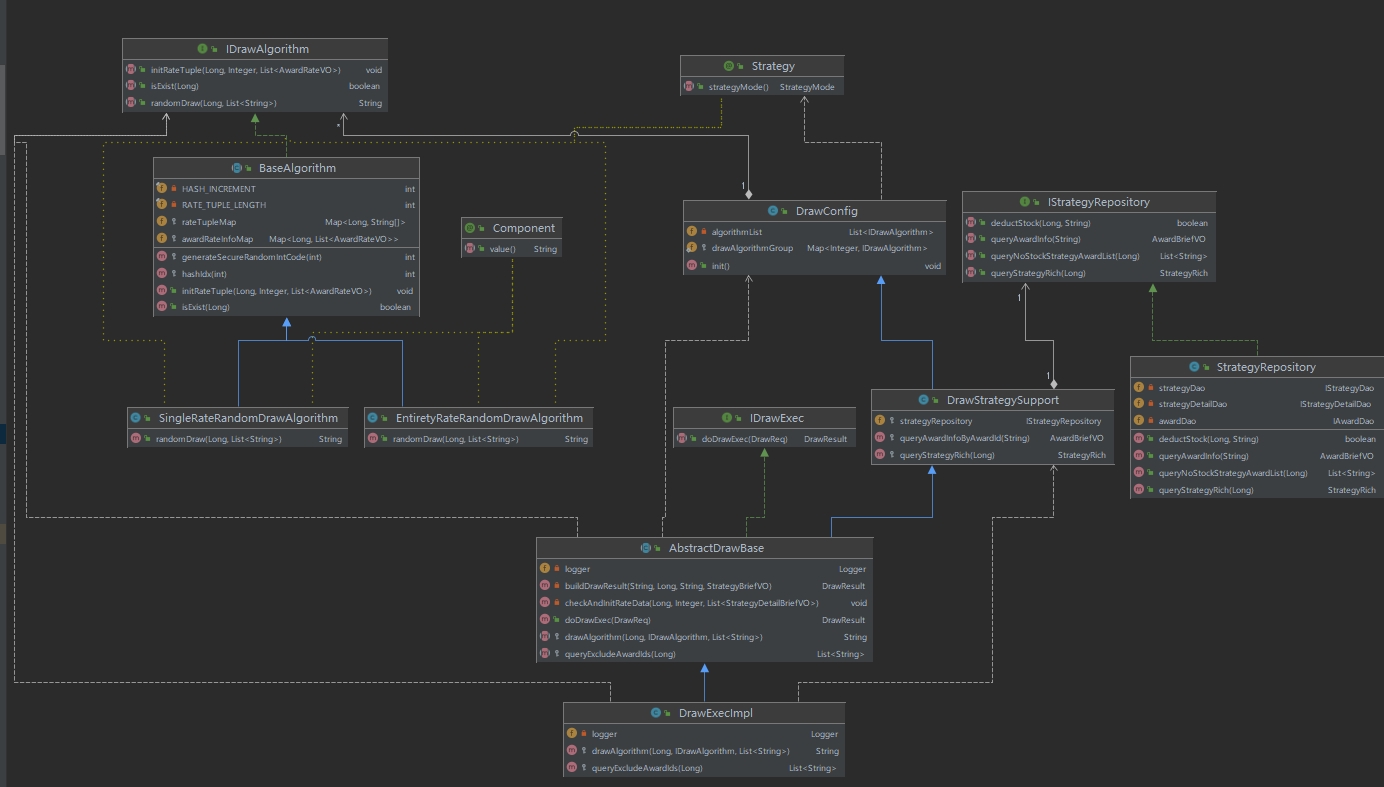 IDrawAlgorithm
initRateTuple(Long, Integer, List<AwardRateVO>) void
isExist(Long) boolean
randomDraw(Long, List<String>) String
Strategy
strategyMode() StrategyMode
*
BaseAlgorithm
HASH_INCREMENT int
RATE_TUPLE_LENGTH int
rateTupleMap Map<Long, String[]>
awardRateInfoMap Map<Long, List<AwardRateVO>>
generateSecureRandomIntCode(int) int
hashIdx(int) int
initRateTuple(Long, Integer, List<AwardRateVO>) void
isExist(Long) boolean
Component
value() String
1
DrawConfig
algorithmList List<IDrawAlgorithm>
drawAlgorithmGroup Map<Integer, IDrawAlgorithm>
init() void
IStrategyRepository
deductStock(Long, String) boolean
queryAwardInfo(String) AwardBriefVO
queryNoStockStrategyAwardList(Long) List<String>
queryStrategyRich(Long) StrategyRich
1
1
StrategyRepository
strategyDao IStrategyDao
strategyDetailDao IStrategyDetailDao
awardDao IAwardDao
deductStock(Long, String) boolean
queryAwardInfo(String) AwardBriefVO
queryNoStockStrategyAwardList(Long) List<String>
queryStrategyRich(Long) StrategyRich
SingleRateRandomDrawAlgorithm
randomDraw(Long, List<String>) String
EntiretyRateRandomDrawAlgorithm
randomDraw(Long, List<String>) String
IDrawExec
doDrawExec(DrawReq) DrawResult
DrawStrategySupport
strategyRepository IStrategyRepository
queryAwardInfoByAwardId(String) AwardBriefVO
queryStrategyRich(Long) StrategyRich
AbstractDrawBase
logger Logger
buildDrawResult(String, Long, String, StrategyBriefVO) DrawResult
checkAndInitRateData(Long, Integer, List<StrategyDetailBriefVO>) void
doDrawExec(DrawReq) DrawResult
drawAlgorithm(Long, IDrawAlgorithm, List<String>) String
queryExcludeAwardIds(Long) List<String>
DrawExecImpl
logger Logger
drawAlgorithm(Long, IDrawAlgorithm, List<String>) String
queryExcludeAwardIds(Long) List<String>